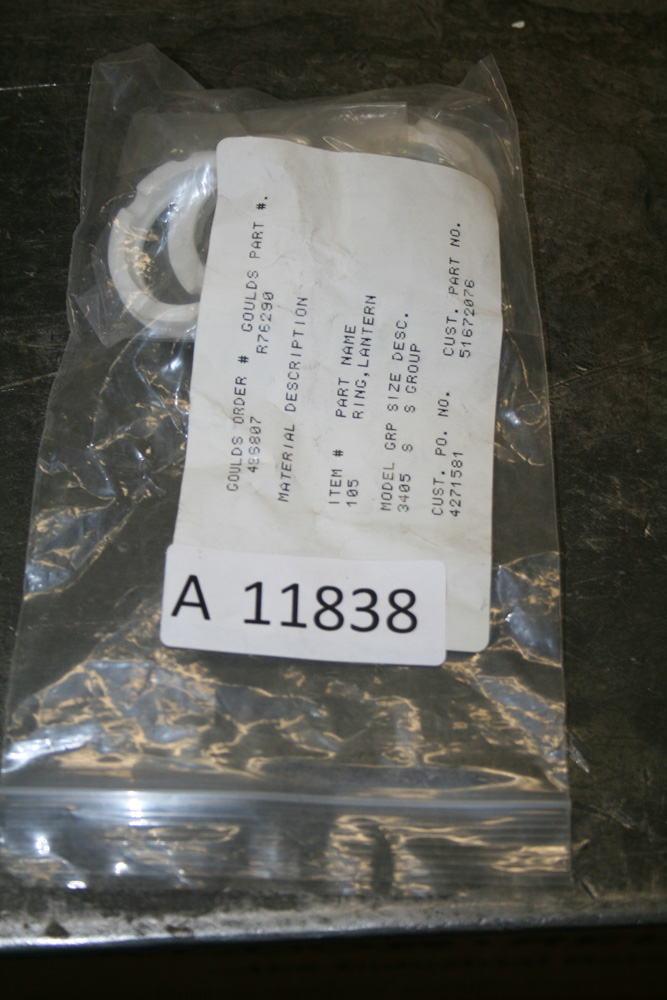 GOULDS ORDER # GOULDS PART #.
496807 R76290
MATERIAL DESCRIPTION
ITEM # PART NAME
105 RING,LANTERN
MODEL GRP SIZE DESC.
3405 S S GROUP
CUST. PO. NO. CUST. PART NO.
4271581 51672076
A 11838